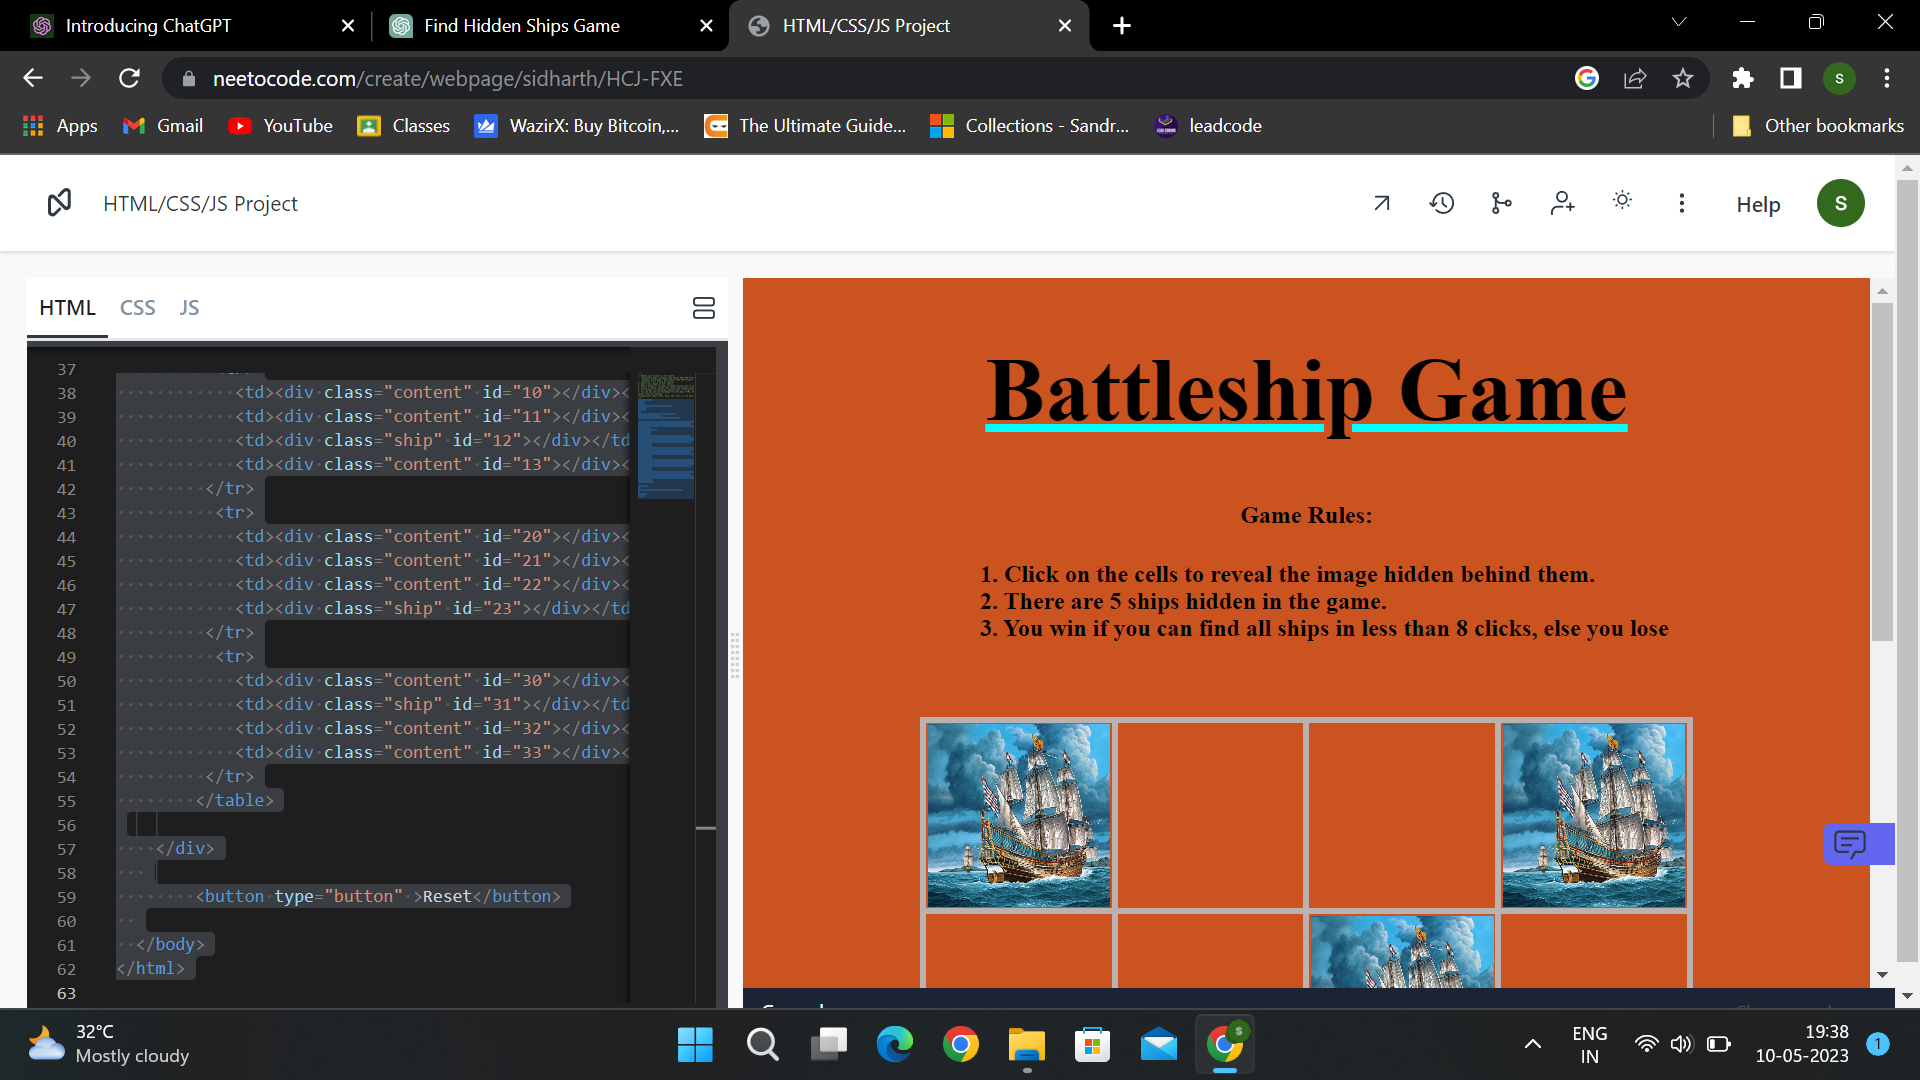 Introducing ChatGPT
Find Hidden Ships Game
HTML/CSS/JS Project
neetocode.com/create/webpage/sidharth/HCJ-FXE
S
Apps
Gmail
YouTube
Classes
WazirX: Buy Bitcoin,...
The Ultimate Guide...
Collections - Sandr...
leadcode
Other bookmarks
HTML/CSS/JS Project
Help
S
HTML CSS JS
37
38 <td><div class="content" id="10"></div><
39 <td><div class="content" id="11"></div><
40 <td><div class="ship" id="12"></div></td
41 <td><div class="content" id="13"></div><
42 </tr>
43 <tr>
44 <td><div class="content" id="20"></div><
45 <td><div class="content" id="21"></div><
46 <td><div class="content" id="22"></div><
47 <td><div class="ship" id="23"></div></td
48 </tr>
49 <tr>
50 <td><div class="content" id="30"></div><
51 <td><div class="ship" id="31"></div></td
52 <td><div class="content" id="32"></div><
53 <td><div class="content" id="33"></div><
54 </tr>
55 </table>
56
57 </div>
58
59 <button type="button" >Reset</button>
60
61 </body>
62 </html>
63
Battleship Game
Game Rules:
1. Click on the cells to reveal the image hidden behind them.
2. There are 5 ships hidden in the game.
3. You win if you can find all ships in less than 8 clicks, else you lose
32°C
Mostly cloudy
S
ENG
IN
19:38
10-05-2023
1